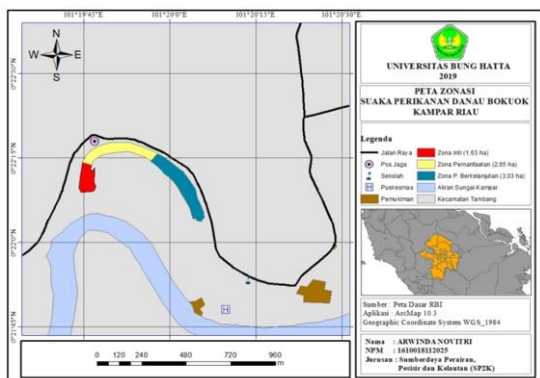 101°19'45"E
101°20'0"E
101°20'15"E
101°20'30"E
N
W E
S
0°22'30"N
0°22'15"N
0°22'0"N
0°21'45"N
H
0 120 240 480 720 960
m
UNIVERSITAS BUNG HATTA
2019
PETA ZONASI
SUAKA PERIKANAN DANAU BOKUOK
KAMPAR RIAU
Legenda
Jalan Raya
Pos Jaga
Sekolah
H Puskesmas
Pemukiman
Zona Inti (1,63 ha)
Zona Pemanfaatan (2,65 ha)
Zona P. Berkelanjutan (3,03 ha)
Aliran Sungai Kampar
Kecamatan Tambang
Sumber : Peta Dasar RBI
Aplikasi : ArcMap 10.3
Geographic Coordinate System WGS_1984
Nama : ARWINDA NOVITRI
NPM : 1610018112025
Jurusan : Sumberdaya Perairan,
Pesisir dan Kelautan (SP2K)